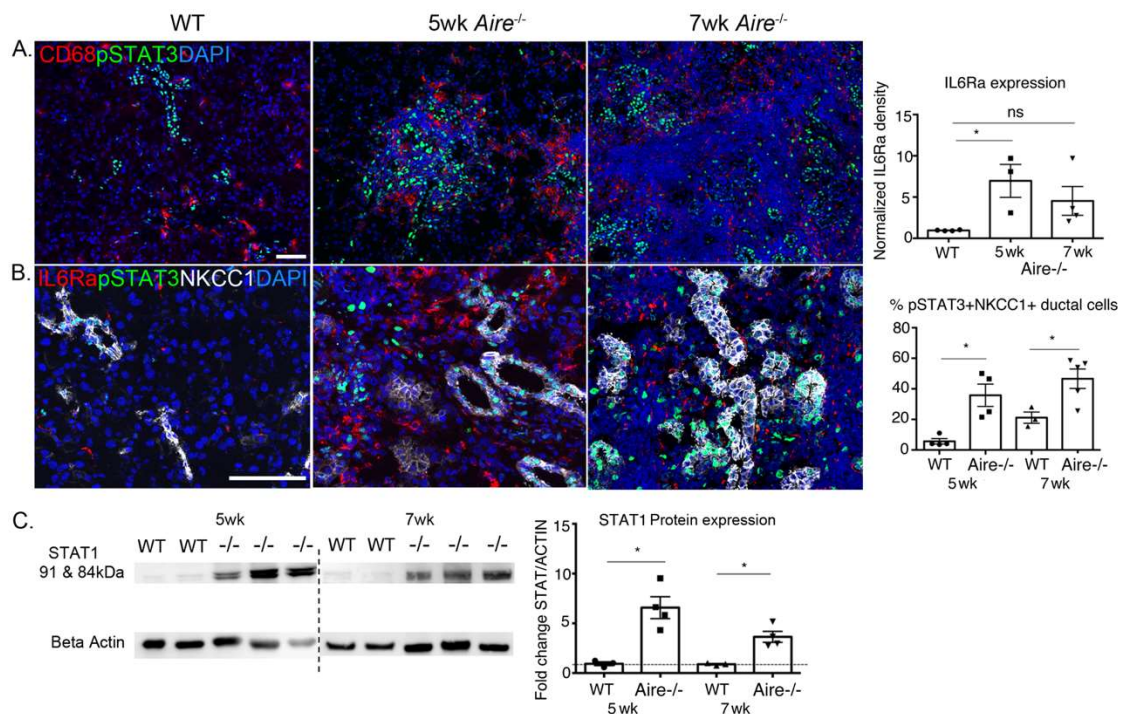 WT 5wk Aire-/- 7wk Aire-/-
A.
CD68pSTAT3DAPI
IL6Ra expression
Normalized IL6Ra density
15
10
5
0
ns
*
WT 5wk 7wk
Aire-/-
B.
IL6RapSTAT3NKCC1DAPI
% pSTAT3+NKCC1+ ductal cells
80
60
40
20
0
* *
WT Aire-/- WT Aire-/-
5wk 7wk
C.
5wk 7wk
WT WT -/- -/- -/- WT WT -/- -/- -/-
STAT1
91 & 84kDa
Beta Actin
STAT1 Protein expression
Fold change STAT/ACTIN
15
10
5
0
* *
WT Aire-/- WT Aire-/-
5wk 7wk